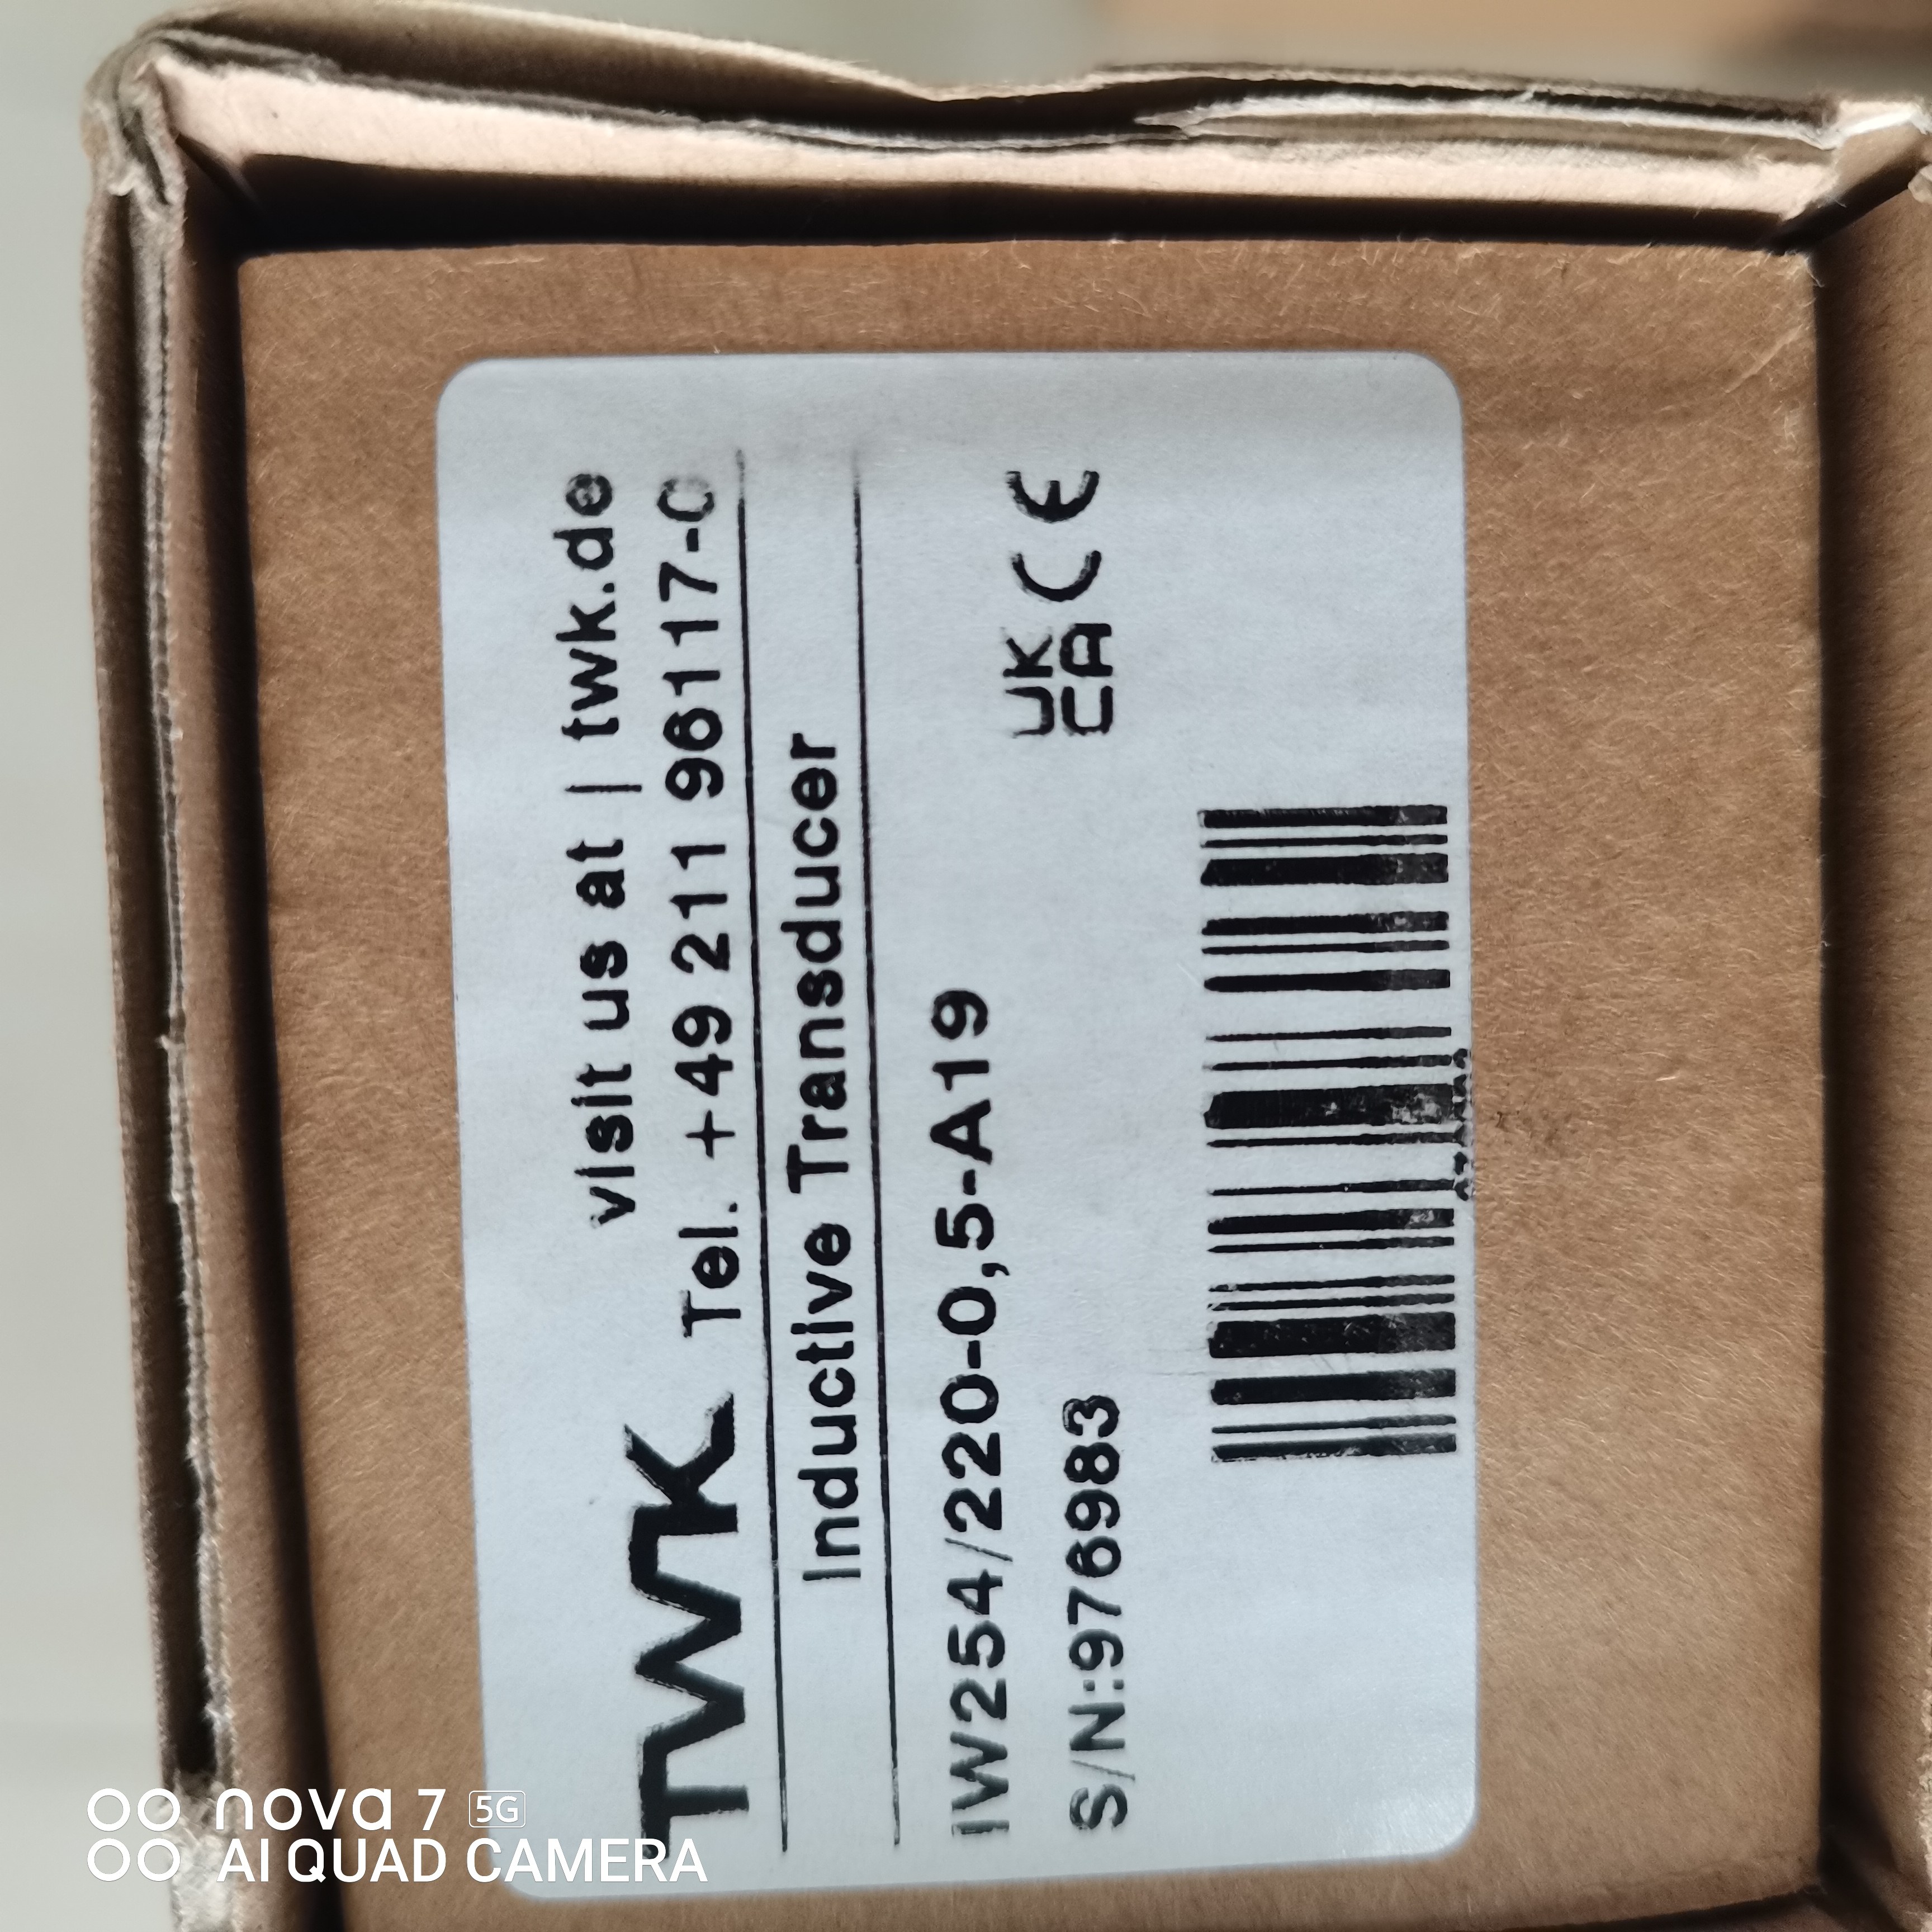 visit us at | twk.de
TWK Tel. +49 211 96117-0
Inductive Transducer
IW254/220-0,5-A19
UK
CA CE
S/N:976983
nova 7 5G
AI QUAD CAMERA